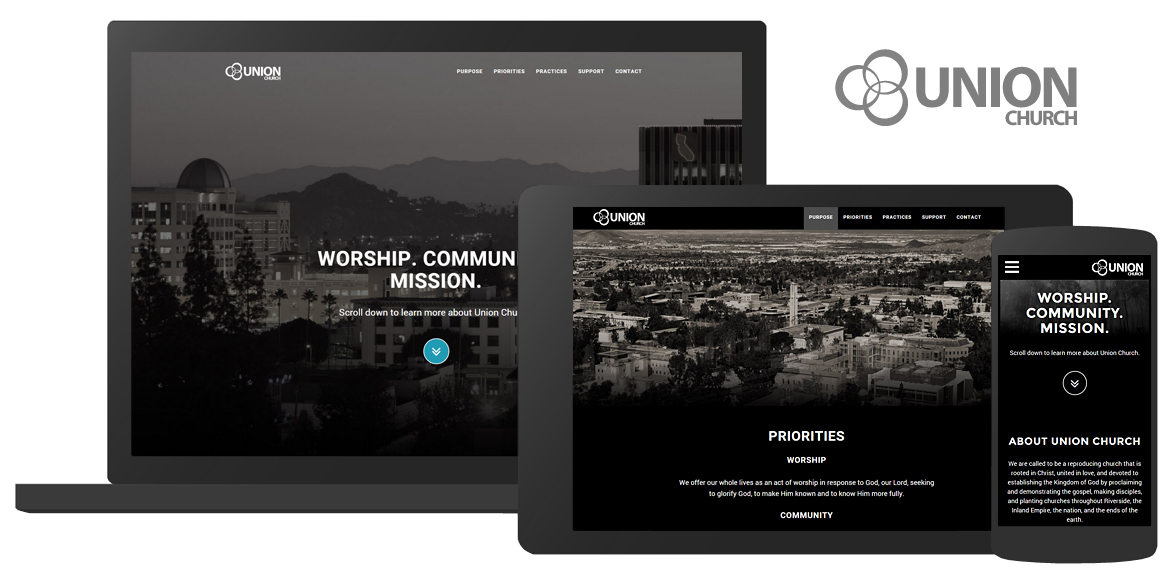 UNION
CHURCH
PURPOSE PRIORITIES PRACTICES SUPPORT CONTACT
WORSHIP. COMMUN
MISSION.
Scroll down to learn more about Union Chu
UNION
CHURCH
UNION
CHURCH
PURPOSE PRIORITIES PRACTICES SUPPORT CONTACT
PRIORITIES
WORSHIP
We offer our whole lives as an act of worship in response to God, our Lord, seeking
to glorify God, to make Him known and to know Him more fully.
COMMUNITY
UNION
CHURCH
WORSHIP.
COMMUNITY.
MISSION.
Scroll down to learn more about Union Church.
ABOUT UNION CHURCH
We are called to be a reproducing church that is
rooted in Christ, united in love, and devoted to
establishing the Kingdom of God by proclaiming
and demonstrating the gospel, making disciples,
and planting churches throughout Riverside, the
Inland Empire, the nation, and the ends of the
earth.